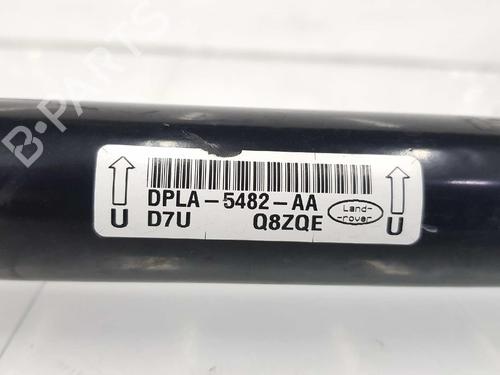 B-PARTS
DPLA-5482-AA
U D7U Q8ZQE Land-rover U